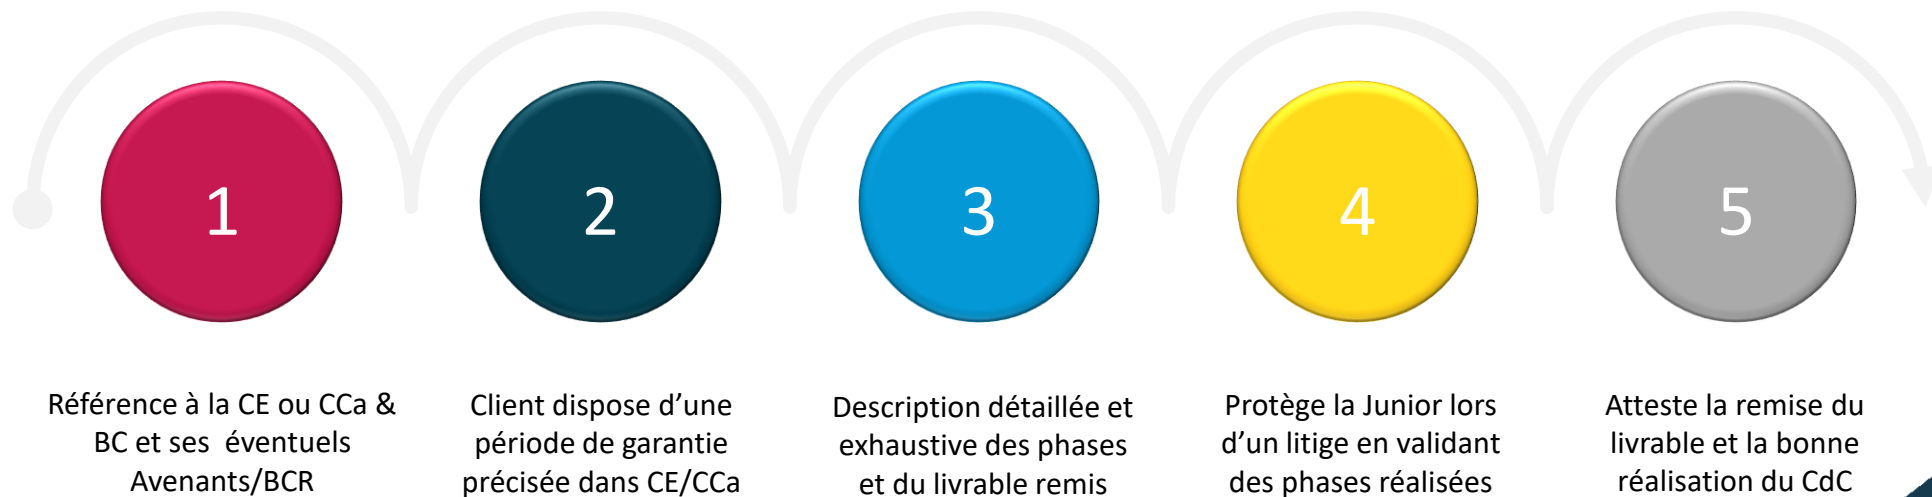 1
Référence à la CE ou CCa &
BC et ses éventuels
Avenants/BCR
2
Client dispose d’une
période de garantie
précisée dans CE/CCa
3
Description détaillée et
exhaustive des phases
et du livrable remis
4
Protège la Junior lors
d’un litige en validant
des phases réalisées
5
Atteste la remise du
livrable et la bonne
réalisation du CdC